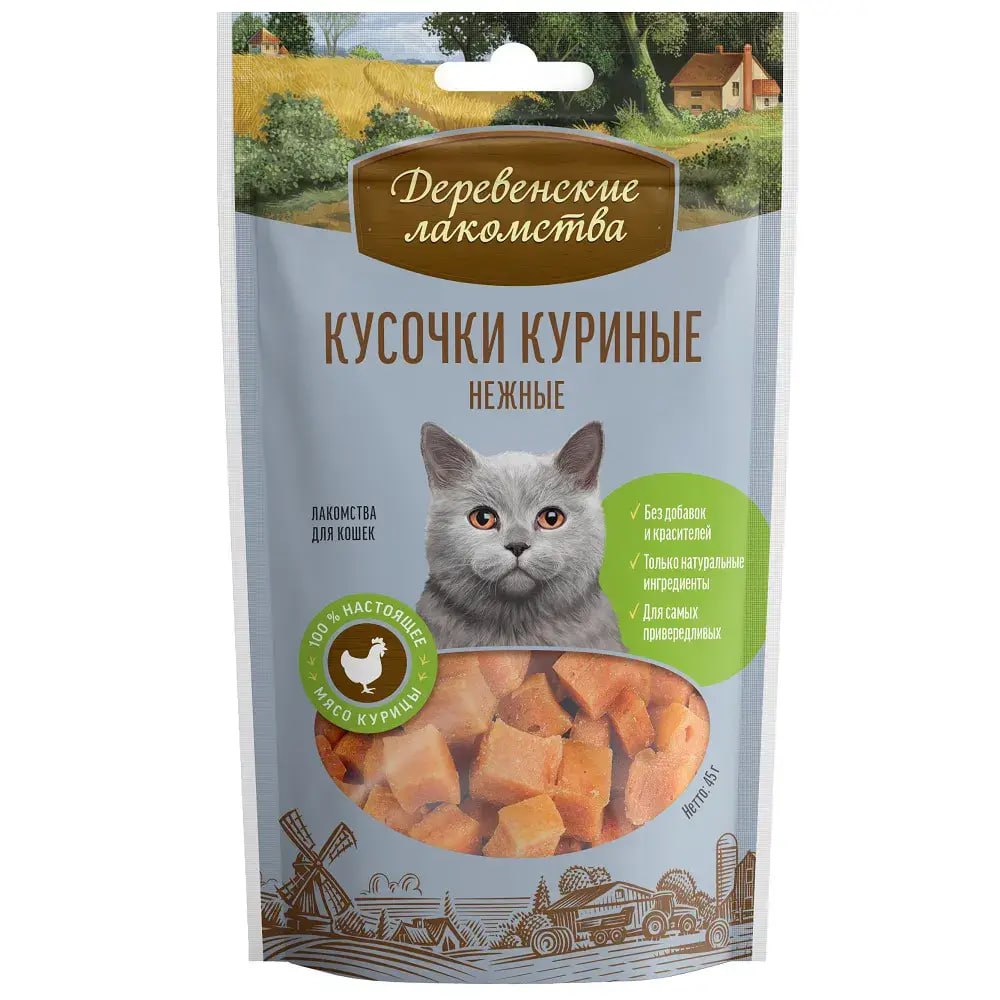 Деревенские
лакомства
КУСОЧКИ КУРИНЫЕ
НЕЖНЫЕ
ЛАКОМСТВА
ДЛЯ КОШЕК
✓ Без добавок
и красителей
✓ Только натуральные
ингредиенты
✓ Для самых
привередливых
100 % НАСТОЯЩЕЕ
МЯСО КУРИЦЫ
Нетто: 45 г